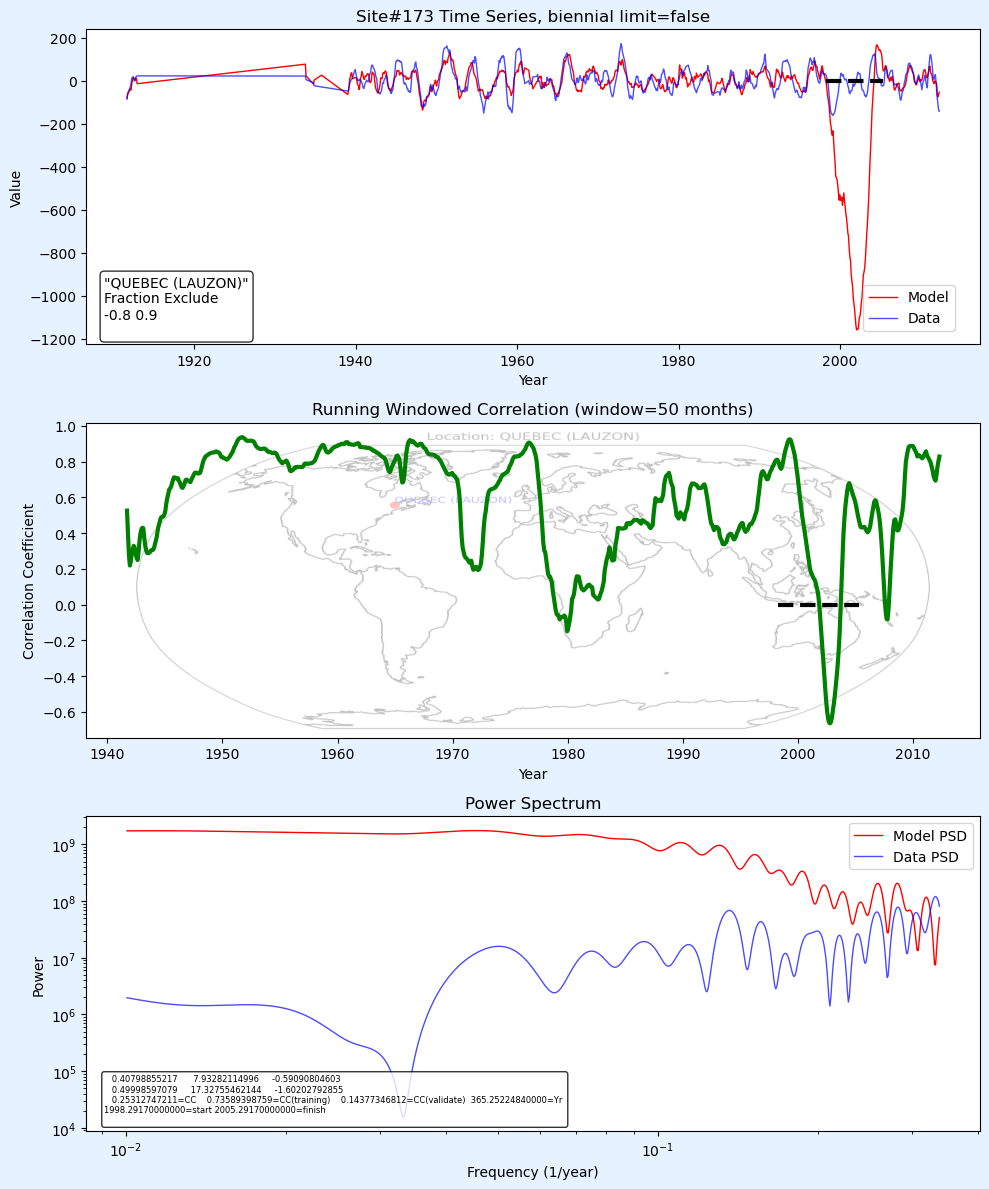 Site#173 Time Series, biennial limit=false
200
0
-200
-400
-600
-800
-1000
-1200
Value
"QUEBEC (LAUZON)"
Fraction Exclude
-0.8 0.9
Model
Data
1920
1940
1960
1980
2000
Year
Running Windowed Correlation (window=50 months)
Location: QUEBEC (LAUZON)
QUEBEC (LAUZON)
1.0
0.8
0.6
0.4
0.2
0.0
-0.2
-0.4
-0.6
Correlation Coefficient
1940
1950
1960
1970
1980
1990
2000
2010
Year
Power Spectrum
Model PSD
Data PSD
10^9
10^8
10^7
10^6
10^5
10^4
Power
0.40798855217 7.93282114996 -0.59090804603
0.49998597079 17.32755462144 -1.60202792855
0.25312747211=CC 0.73589398759=CC(training) 0.14377346812=CC(validate) 365.25224840000=Yr
1998.29170000000=start 2005.29170000000=finish
10^-2
10^-1
Frequency (1/year)